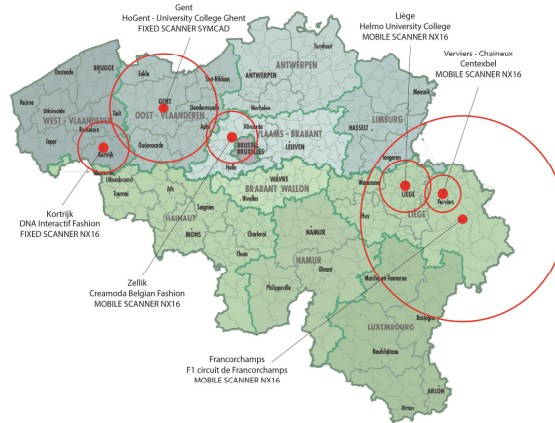 Gent
HoGent - University College Ghent
FIXED SCANNER SYMCAD
Liège
Helmo University College
MOBILE SCANNER NX16
Verviers - Chaineux
Centexbel
MOBILE SCANNER NX16
Kortrijk
DNA Interactif Fashion
FIXED SCANNER NX16
Zellik
Creamoda Belgian Fashion
MOBILE SCANNER NX16
Francorchamps
F1 circuit de Francorchamps
MOBILE SCANNER NX16
Turnhout
Oostende
BRUGGE
Eeklo
ANTWERPEN
ANTWERPEN
Veurne
GENT
Maaseik
Diksmuide
Tielt
Dendermonde
Mechelen
WEST - VLAANDEREN
OOST - VLAANDEREN
LIMBURG
Roeselare
Aalst
Vilvoorde
VLAAMS - BRABANT
HASSELT
Ieper
Kortrijk
Oudenaarde
BRUSSEL
BRUXELLES
LEUVEN
Halle
Tongeren
(Moeskroen)
WAVRE
Waremme
LIEGE
Verviers
Tournai
Ath
BRABANT WALLON
Nivelles
LIEGE
Soignies
Huy
HAINAUT
MONS
Charleroi
NAMUR
Thuin
Dinant
NAMUR
Marche-en-Famenne
Philippeville
Bastogne
LUXEMBOURG
Neufchâteau
ARLON
Virton